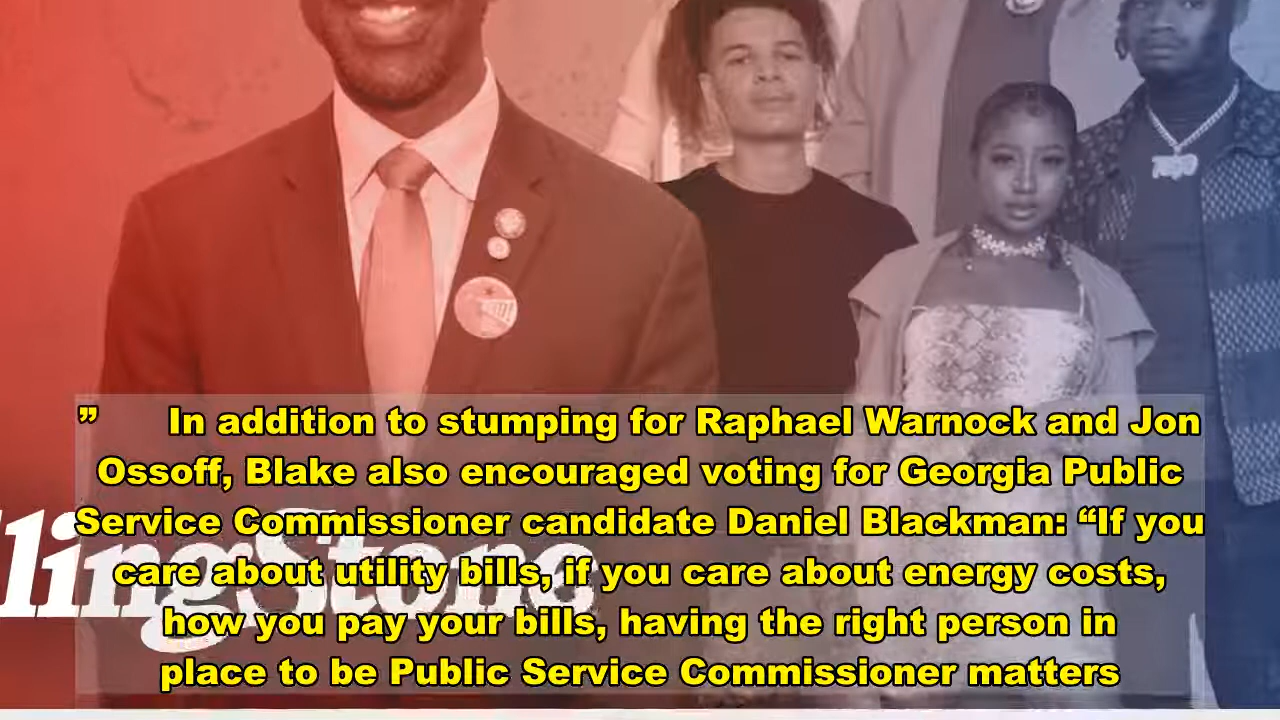 ” In addition to stumping for Raphael Warnock and Jon
Ossoff, Blake also encouraged voting for Georgia Public
Service Commissioner candidate Daniel Blackman: “If you
care about utility bills, if you care about energy costs,
how you pay your bills, having the right person in
place to be Public Service Commissioner matters
llingStone